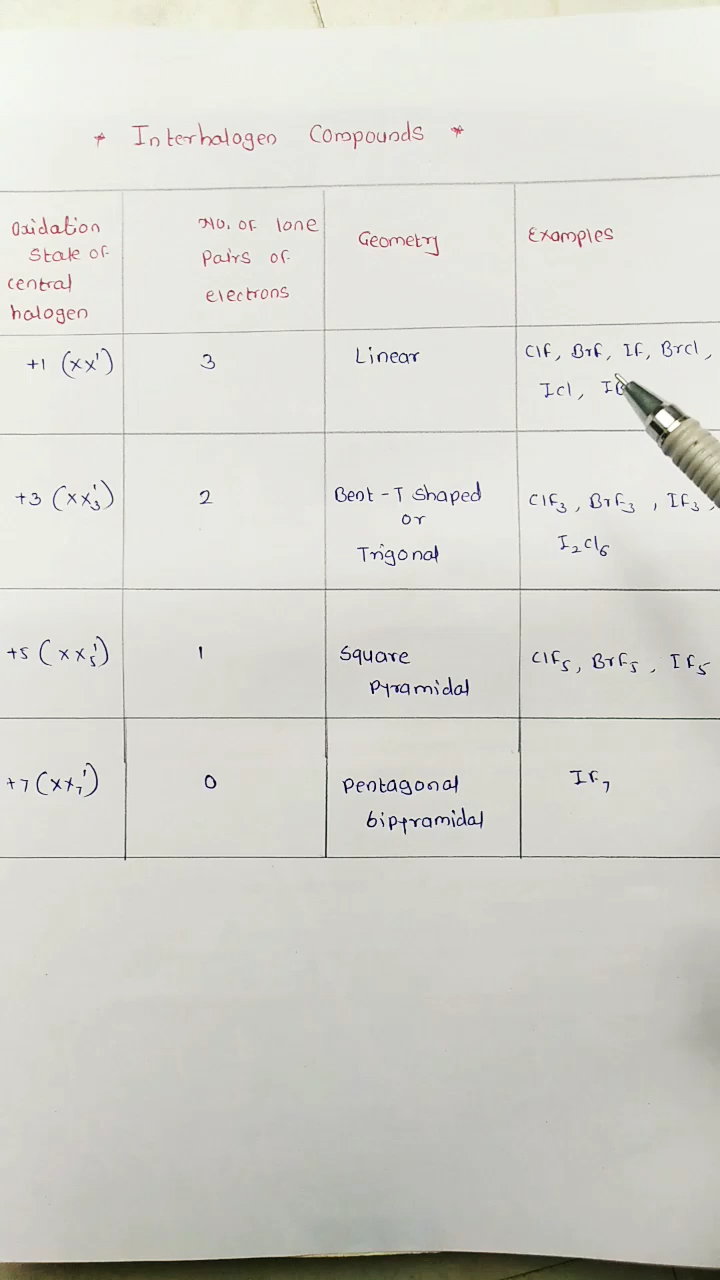 * Interhalogen Compounds *
Oxidation State of central halogen
No. of lone Pairs of electrons
Geometry
Examples
+1 (XX')
3
Linear
ClF, BrF, IF, BrCl,
ICl,
+3 (XX'₃)
2
Bent-T Shaped
or
Trigonal
ClF₃, BrF₃, IF₃,
I₂Cl₆
+5 (XX'₅)
1
Square
Pyramidal
ClF₅, BrF₅, IF₅
+7 (XX'₇)
0
Pentagonal
bipyramidal
IF₇